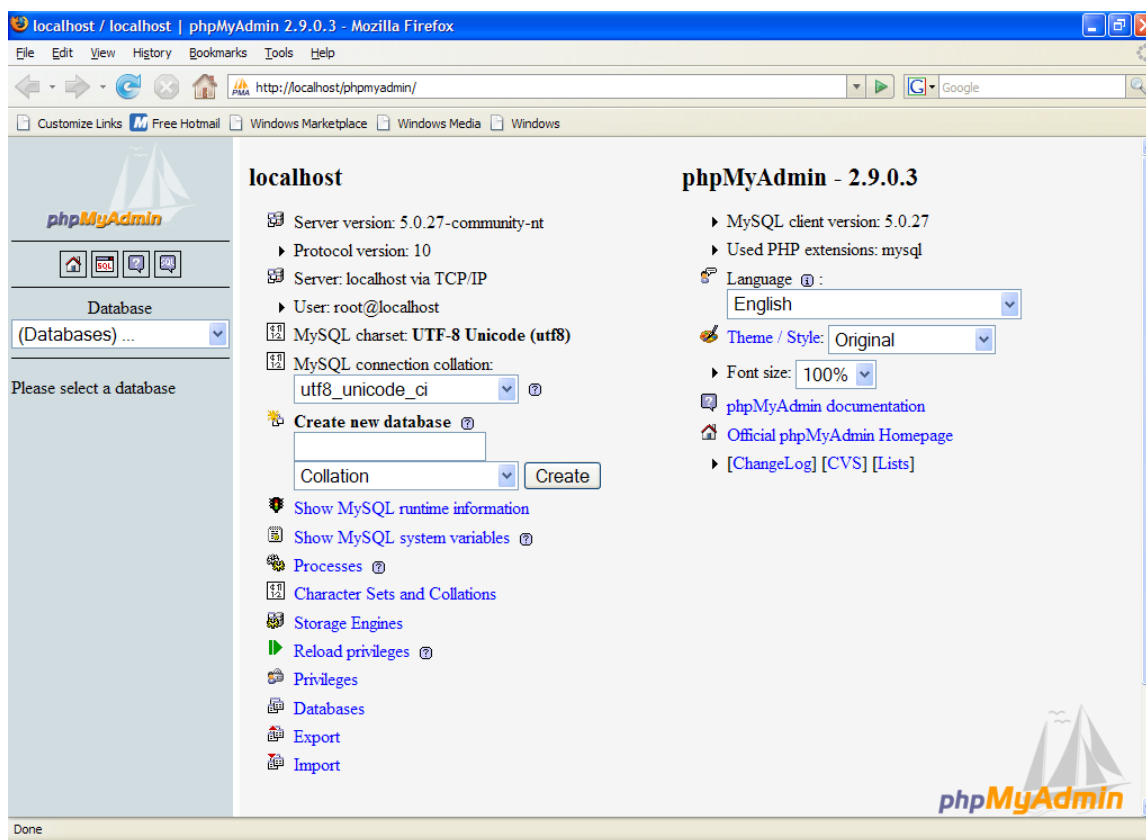 localhost / localhost | phpMyAdmin 2.9.0.3 - Mozilla Firefox
File Edit View History Bookmarks Tools Help
PMA http://localhost/phpmyadmin/ G Google
Customize Links Free Hotmail Windows Marketplace Windows Media Windows
phpMyAdmin
SQL ? SQL
Database
(Databases) ...
Please select a database
localhost
Server version: 5.0.27-community-nt
Protocol version: 10
Server: localhost via TCP/IP
User: root@localhost
MySQL charset: UTF-8 Unicode (utf8)
MySQL connection collation:
utf8_unicode_ci ?
Create new database ?
Collation Create
Show MySQL runtime information
Show MySQL system variables ?
Processes ?
Character Sets and Collations
Storage Engines
Reload privileges ?
Privileges
Databases
Export
Import
phpMyAdmin - 2.9.0.3
MySQL client version: 5.0.27
Used PHP extensions: mysql
Language i :
English
Theme / Style: Original
Font size: 100%
phpMyAdmin documentation
Official phpMyAdmin Homepage
[ChangeLog] [CVS] [Lists]
phpMyAdmin
Done